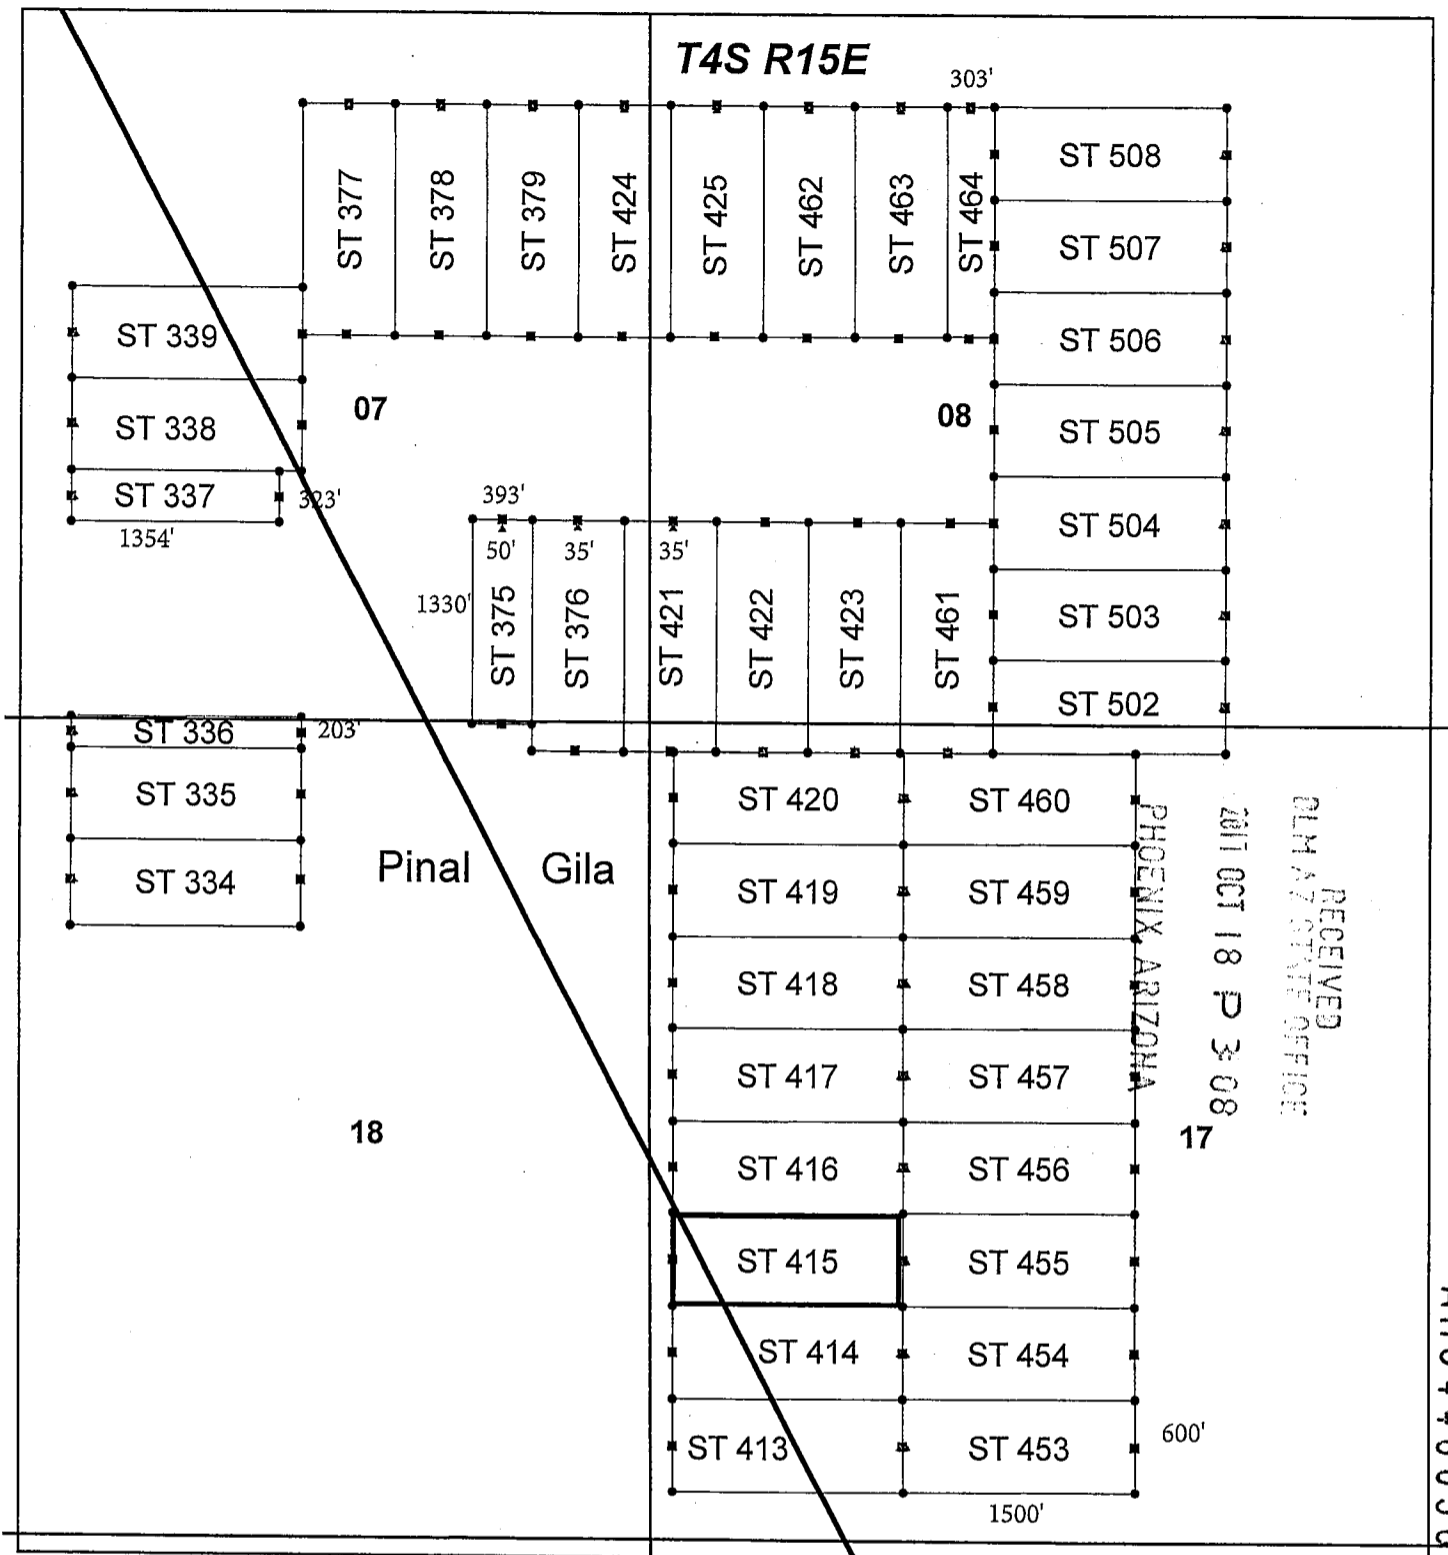 T4S R15E
303'
ST 377
ST 378
ST 379
ST 424
ST 425
ST 462
ST 463
ST 464
ST 508
ST 507
ST 506
ST 505
ST 504
ST 503
ST 502
ST 339
ST 338
ST 337
323'
1354'
07
08
393'
50'
35'
35'
1330'
ST 375
ST 376
ST 421
ST 422
ST 423
ST 461
ST 336
203'
ST 335
ST 334
Pinal
Gila
ST 420
ST 460
ST 419
ST 459
ST 418
ST 458
ST 417
ST 457
ST 416
ST 456
ST 415
ST 455
ST 414
ST 454
ST 413
ST 453
600'
1500'
18
17
RECEIVED
BLM AZ STATE OFFICE
2017 OCT 18 P 3:08
PHOENIX ARIZONA